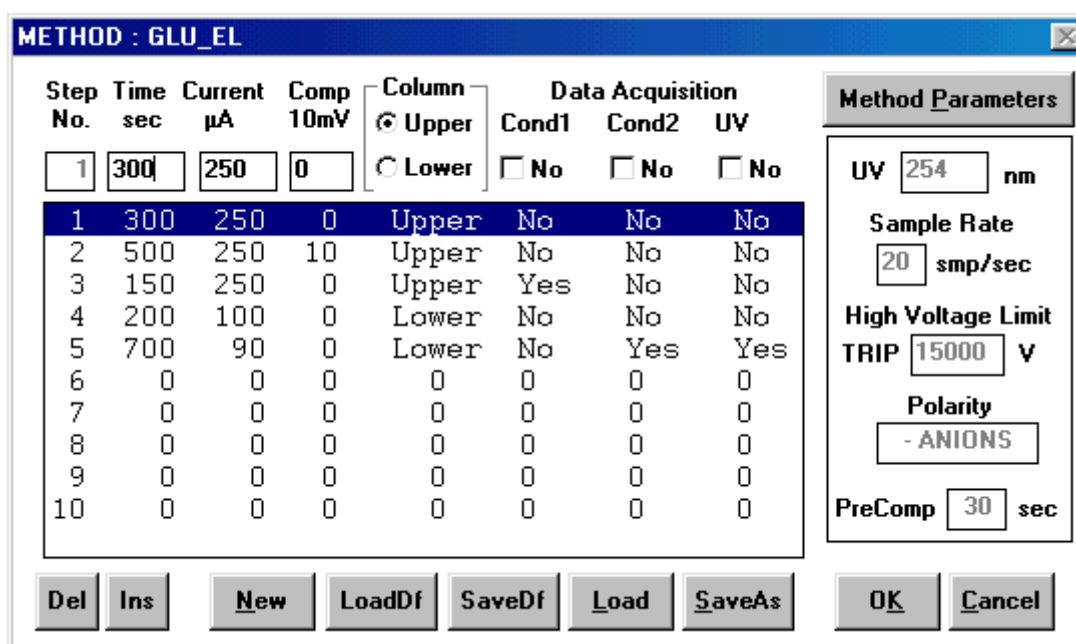 METHOD : GLU_EL
Step Time Current Comp Column Data Acquisition
No. sec µA 10mV Upper Cond1 Cond2 UV
1 300 250 0 Lower No No No
1 300 250 0 Upper No No No
2 500 250 10 Upper No No No
3 150 250 0 Upper Yes No No
4 200 100 0 Lower No No No
5 700 90 0 Lower No Yes Yes
6 0 0 0 0 0 0 0
7 0 0 0 0 0 0 0
8 0 0 0 0 0 0 0
9 0 0 0 0 0 0 0
10 0 0 0 0 0 0 0
Method Parameters
UV 254 nm
Sample Rate
20 smp/sec
High Voltage Limit
TRIP 15000 V
Polarity
- ANIONS
PreComp 30 sec
Del Ins New LoadDf SaveDf Load SaveAs OK Cancel